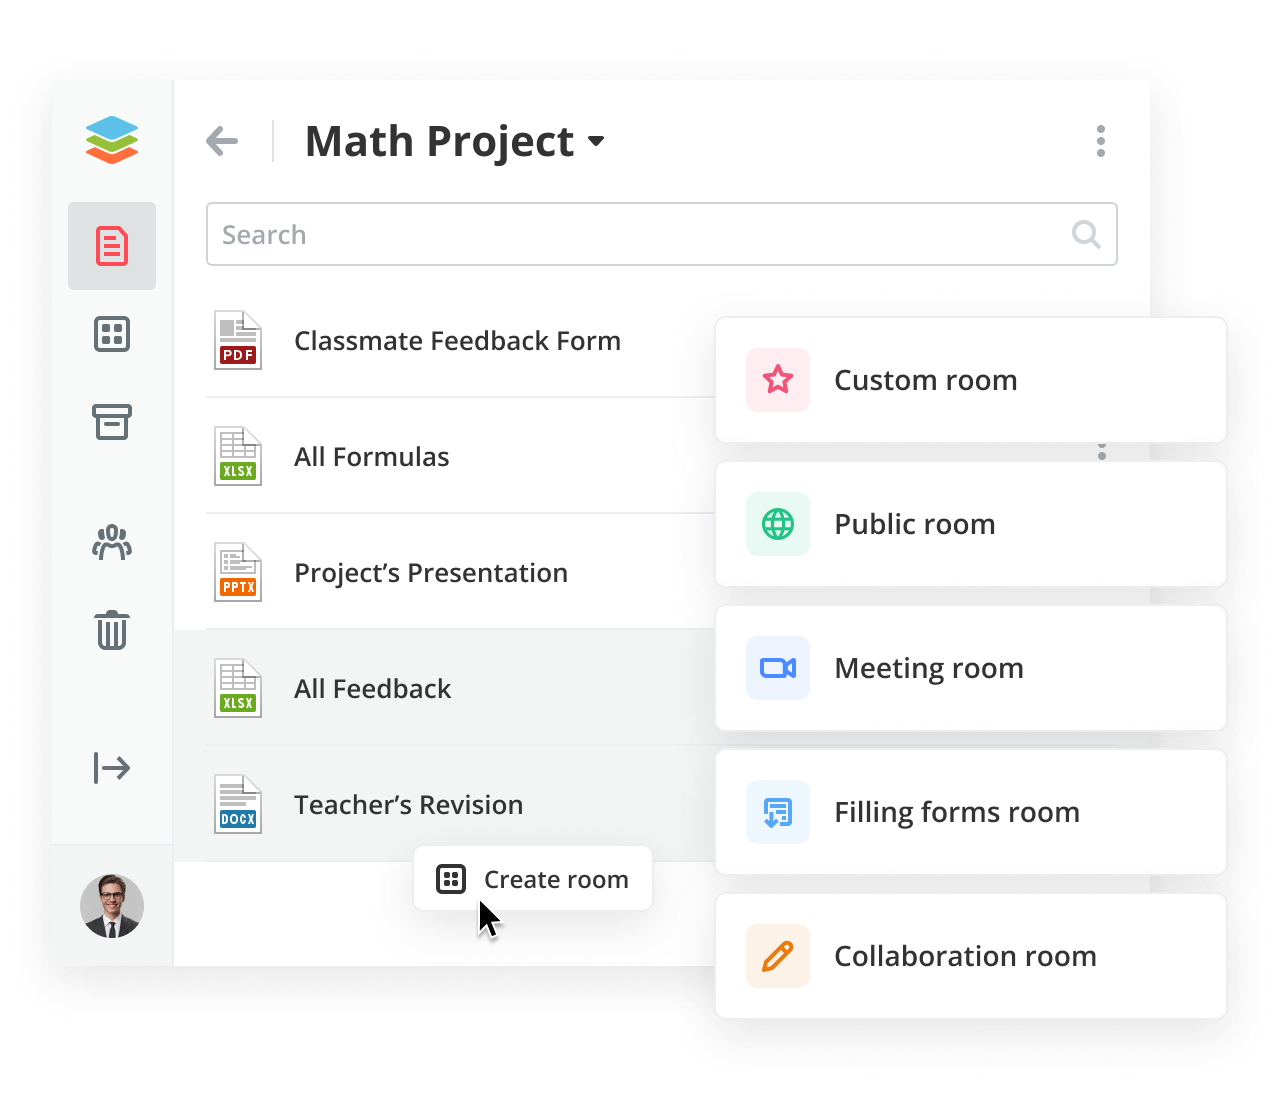 Math Project
Search
PDF
Classmate Feedback Form
XLSX
All Formulas
PPTX
Project’s Presentation
XLSX
All Feedback
DOCX
Teacher’s Revision
Create room
Custom room
Public room
Meeting room
Filling forms room
Collaboration room